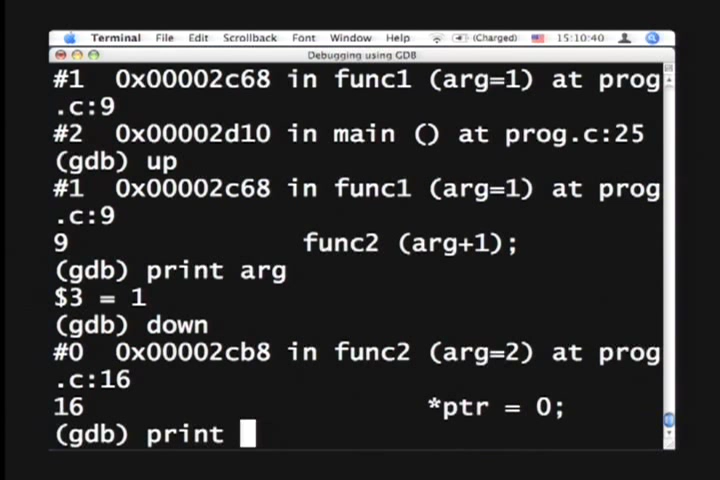 Terminal File Edit Scrollback Font Window Help (Charged) 15:10:40
Debugging using GDB
#1 0x00002c68 in func1 (arg=1) at prog
.c:9
#2 0x00002d10 in main () at prog.c:25
(gdb) up
#1 0x00002c68 in func1 (arg=1) at prog
.c:9
9 func2 (arg+1);
(gdb) print arg
$3 = 1
(gdb) down
#0 0x00002cb8 in func2 (arg=2) at prog
.c:16
16 *ptr = 0;
(gdb) print